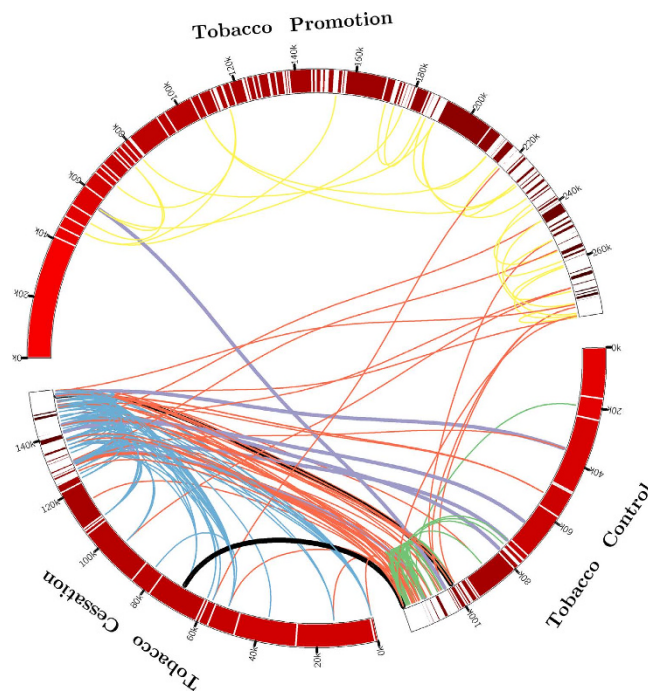 Tobacco Promotion
0k
20k
40k
60k
80k
100k
120k
140k
160k
180k
200k
220k
240k
260k
Tobacco Control
0k
20k
40k
60k
80k
100k
Tobacco Cessation
0k
20k
40k
60k
80k
100k
120k
140k